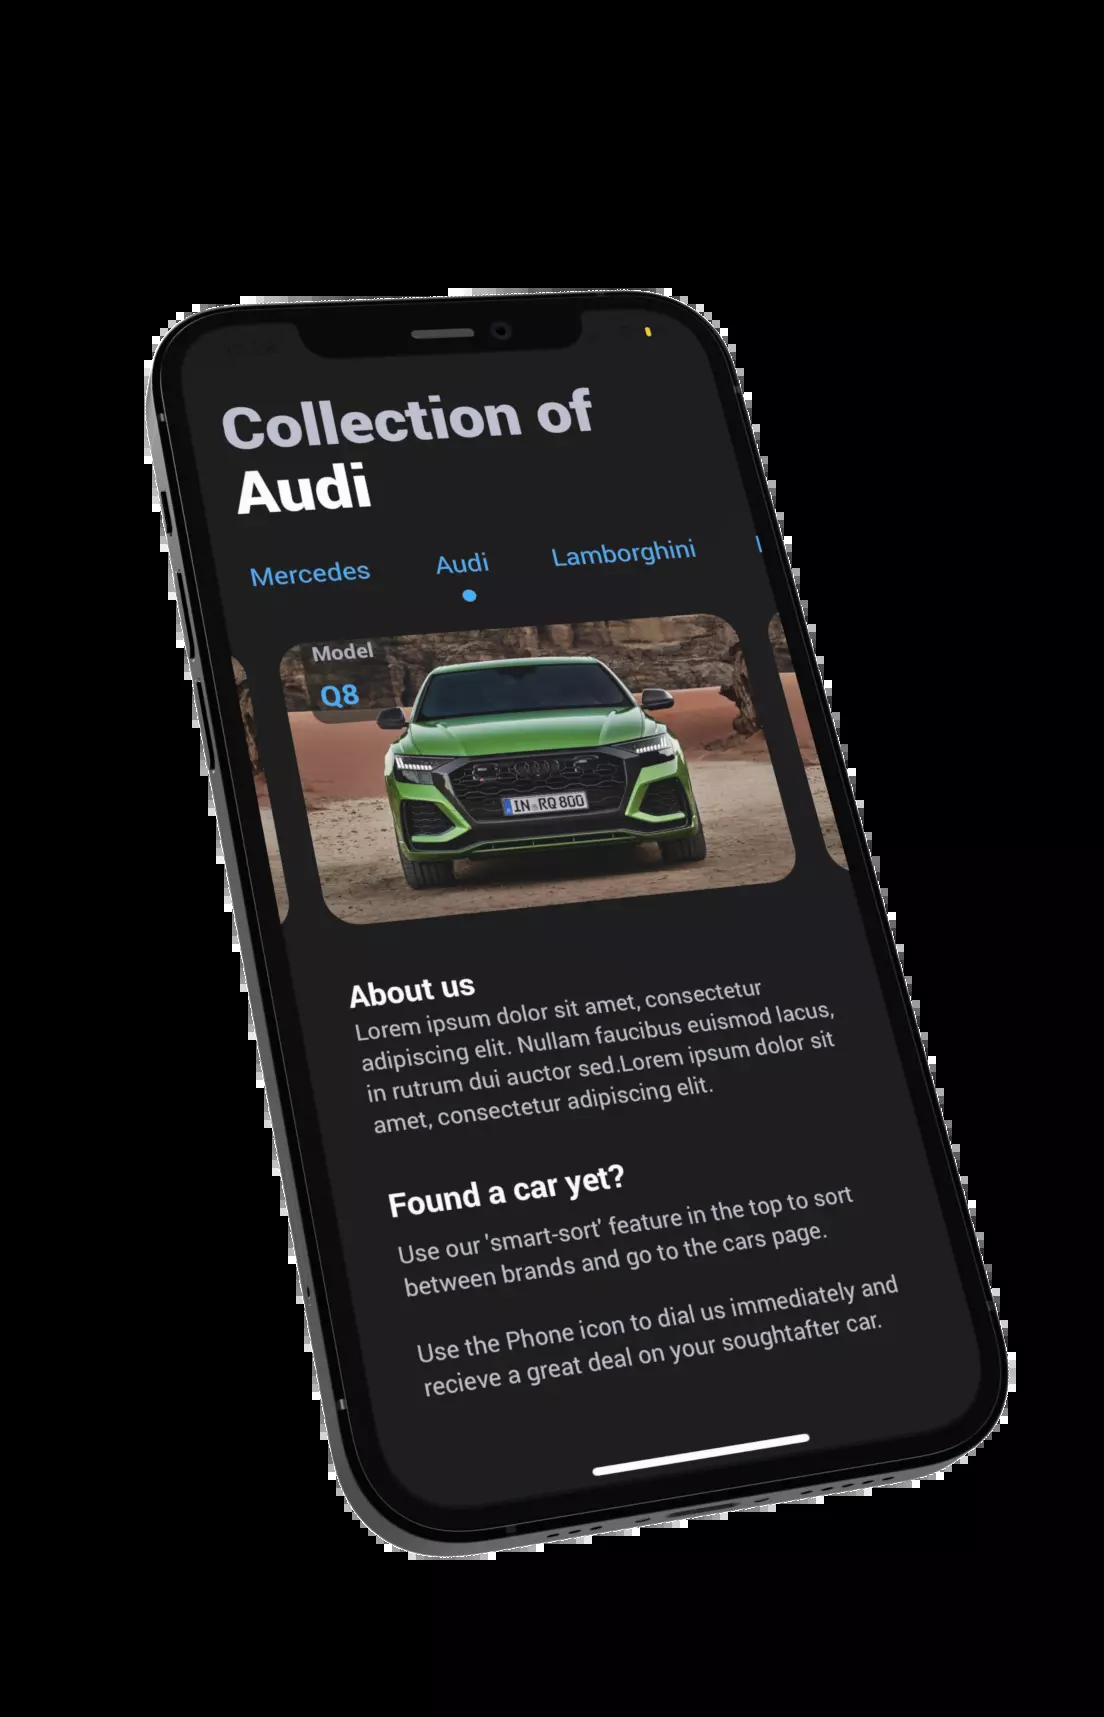 Collection of
Audi
Mercedes Audi Lamborghini
Model
Q8
IN RQ 800
About us
Lorem ipsum dolor sit amet, consectetur
adipiscing elit. Nullam faucibus euismod lacus,
in rutrum dui auctor sed.Lorem ipsum dolor sit
amet, consectetur adipiscing elit.
Found a car yet?
Use our 'smart-sort' feature in the top to sort
between brands and go to the cars page.
Use the Phone icon to dial us immediately and
recieve a great deal on your soughtafter car.